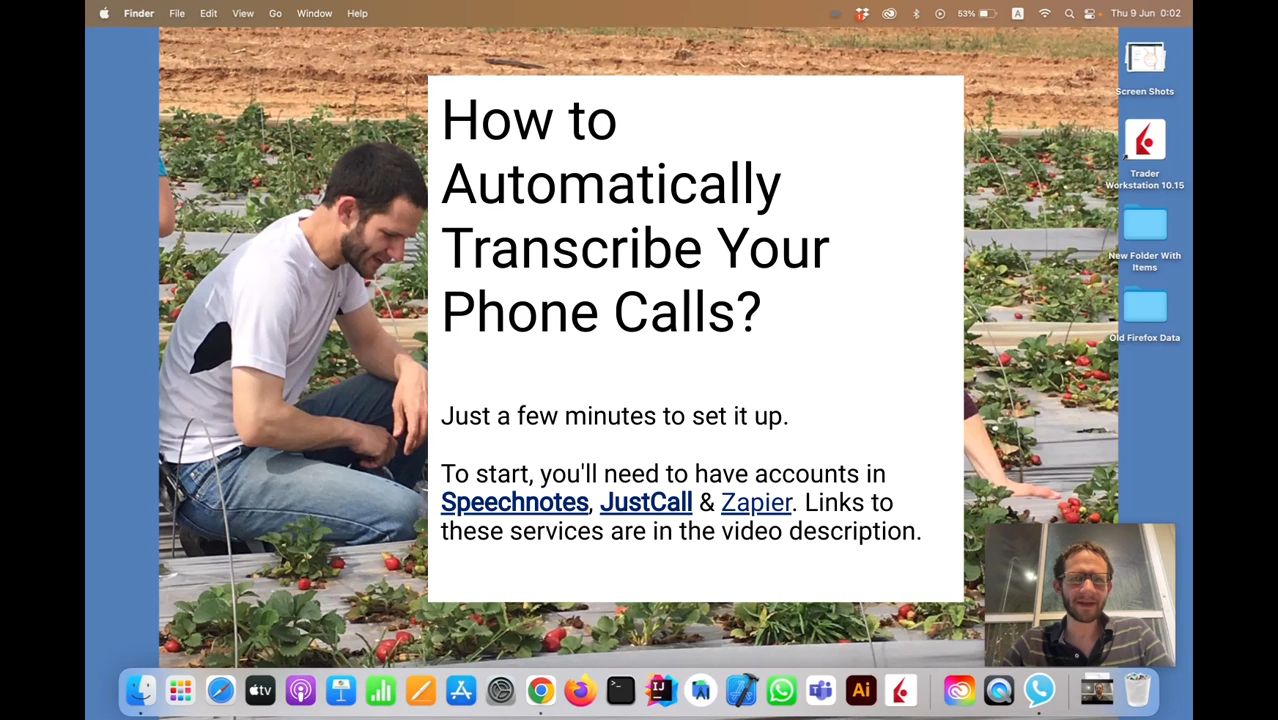 Finder File Edit View Go Window Help 53% A Thu 9 Jun 0:02
Screen Shots
Trader
Workstation 10.15
New Folder With
Items
Old Firefox Data
How to
Automatically
Transcribe Your
Phone Calls?
Just a few minutes to set it up.
To start, you'll need to have accounts in
Speechnotes, JustCall & Zapier. Links to
these services are in the video description.
tv
Ai